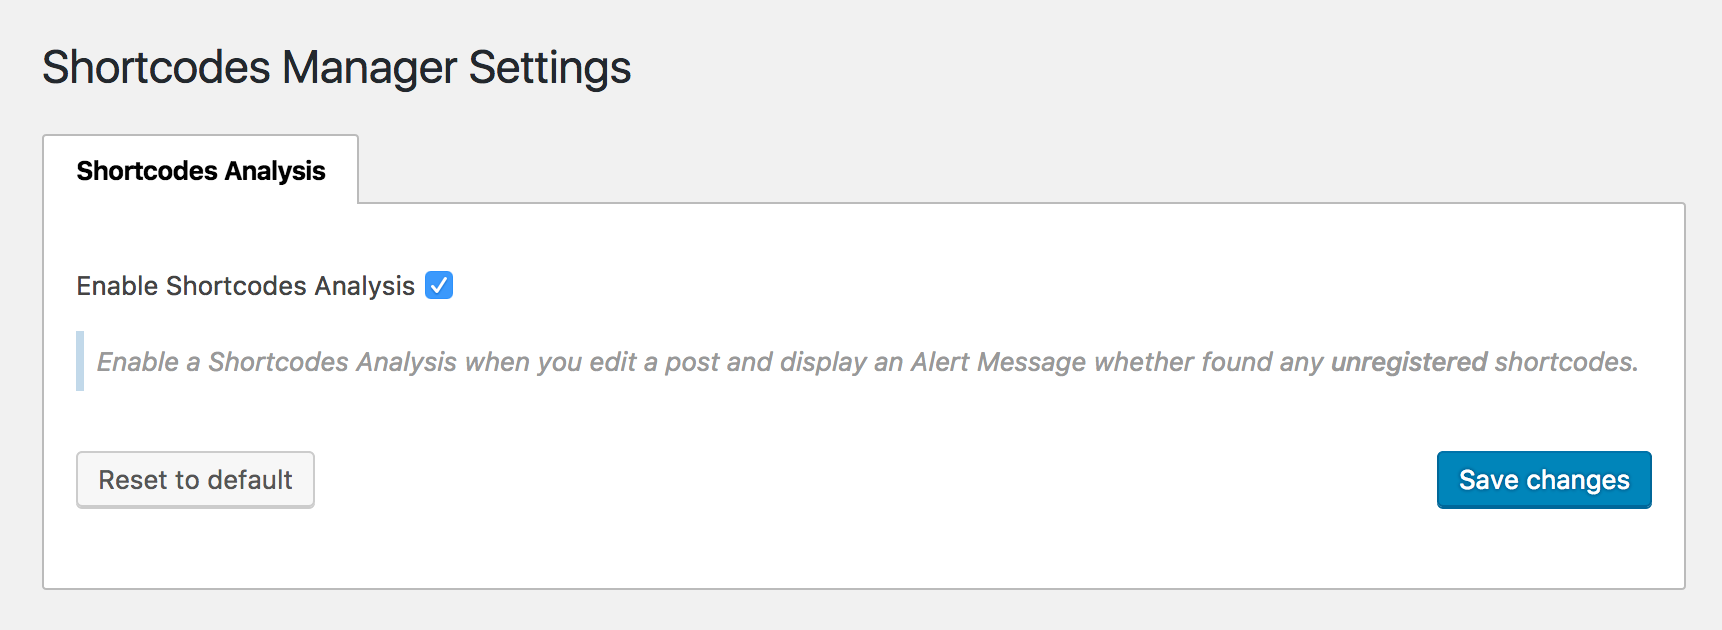 Shortcodes Manager Settings
Shortcodes Analysis
Enable Shortcodes Analysis
Enable a Shortcodes Analysis when you edit a post and display an Alert Message whether found any unregistered shortcodes.
Reset to default
Save changes